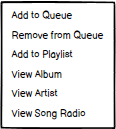 Add to Queue
Remove from Queue
Add to Playlist
View Album
View Artist
View Song Radio